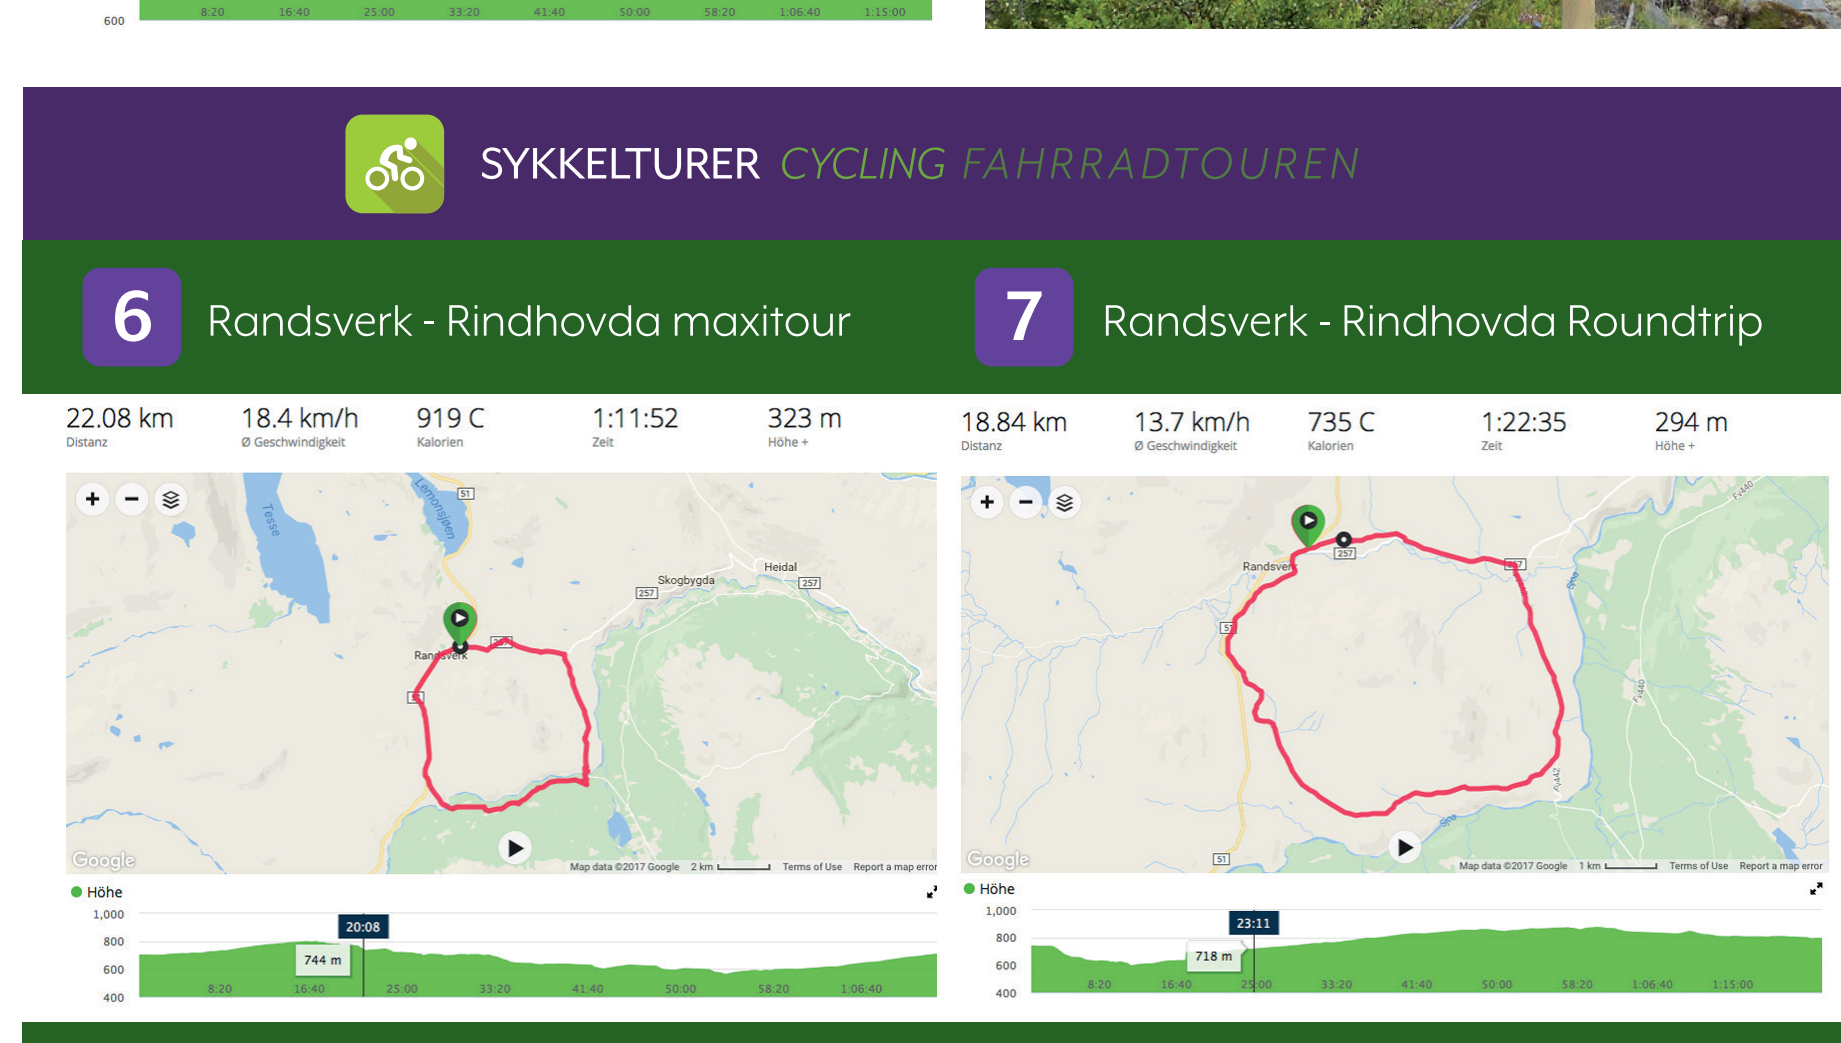 8:20 16:40 25:00 33:20 41:40 50:00 58:20 1:06:40 1:15:00
600
SYKKELTURER CYCLING FAHRRADTOUREN
6 Randsverk - Rindhovda maxitour
22.08 km 18.4 km/h 919 C 1:11:52 323 m
Distanz Ø Geschwindigkeit Kalorien Zeit Höhe +
Lemonsjøen
51
Tesse
Heidal
Skogbygda
257
257
257
Randsverk
51
Google
Map data ©2017 Google 2 km Terms of Use Report a map error
Höhe
1,000
20:08
800
744 m
600
8:20 16:40 25:00 33:20 41:40 50:00 58:20 1:06:40
400
7 Randsverk - Rindhovda Roundtrip
18.84 km 13.7 km/h 735 C 1:22:35 294 m
Distanz Ø Geschwindigkeit Kalorien Zeit Höhe +
Fv440
257
Randsverk
257
Sjoa
51
Fv440
Fv442
Sjoa
51
Google
Map data ©2017 Google 1 km Terms of Use Report a map error
Höhe
1,000
23:11
800
718 m
600
8:20 16:40 25:00 33:20 41:40 50:00 58:20 1:06:40 1:15:00
400